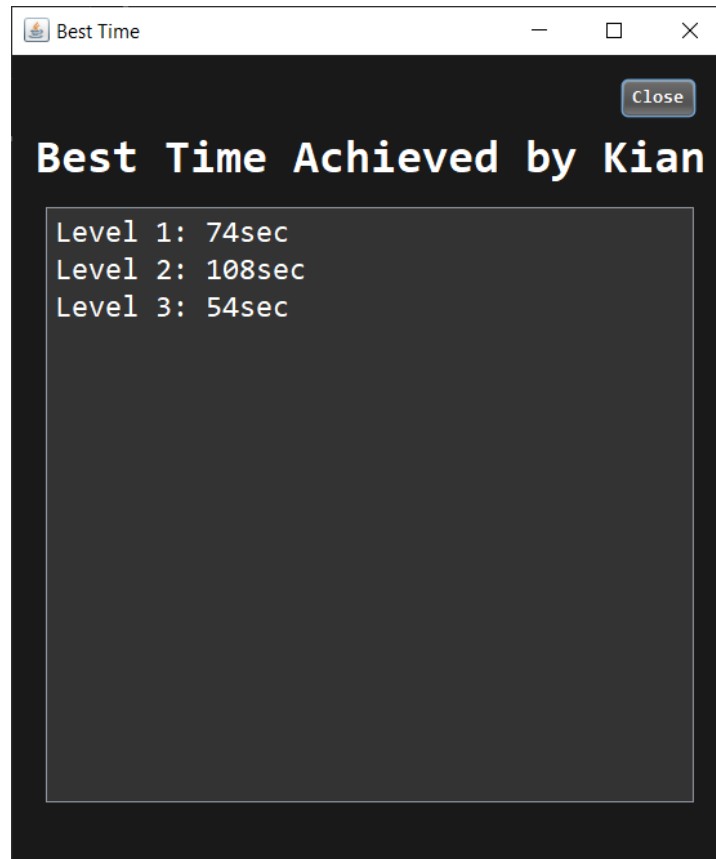 Best Time
Close
Best Time Achieved by Kian
Level 1: 74sec
Level 2: 108sec
Level 3: 54sec